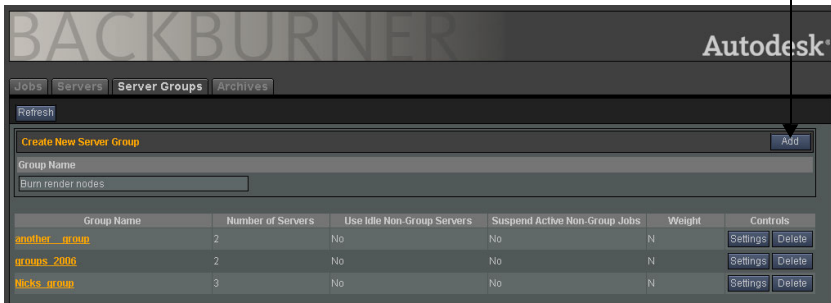 BACKBURNER
Autodesk
Jobs Servers Server Groups Archives
Refresh
Create New Server Group Add
Group Name
Burn render nodes
Group Name Number of Servers Use Idle Non-Group Servers Suspend Active Non-Group Jobs Weight Controls
another__group 2 No No N Settings Delete
groups_2006 2 No No N Settings Delete
Nicks_group 3 No No N Settings Delete